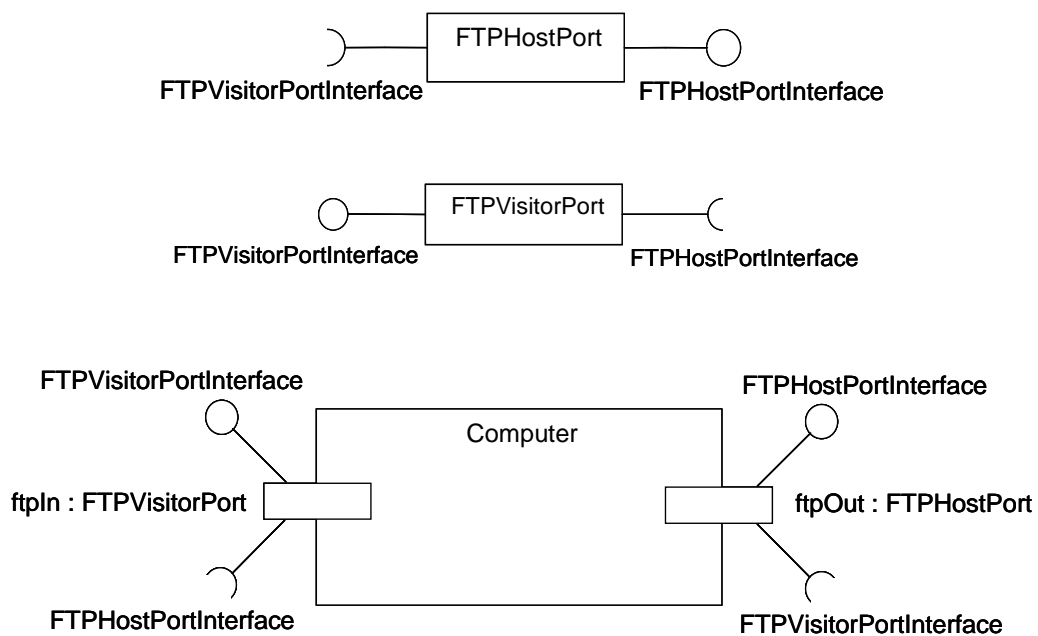 FTPHostPort
FTPVisitorPortInterface
FTPHostPortInterface
FTPVisitorPort
FTPVisitorPortInterface
FTPHostPortInterface
FTPVisitorPortInterface
FTPHostPortInterface
Computer
ftpIn : FTPVisitorPort
ftpOut : FTPHostPort
FTPHostPortInterface
FTPVisitorPortInterface